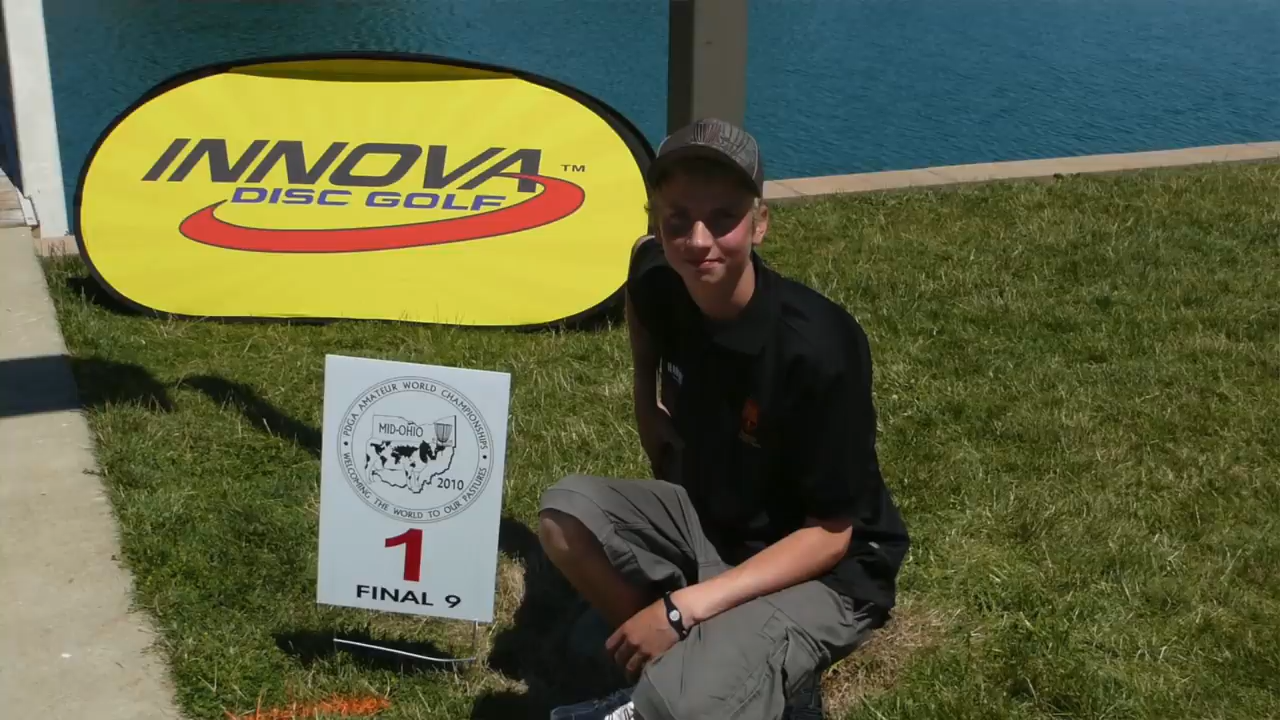 INNOVA TM
DISC GOLF
PDGA AMATEUR WORLD CHAMPIONSHIPS
MID-OHIO
2010
WELCOMING THE WORLD TO OUR PASTURES
1
FINAL 9